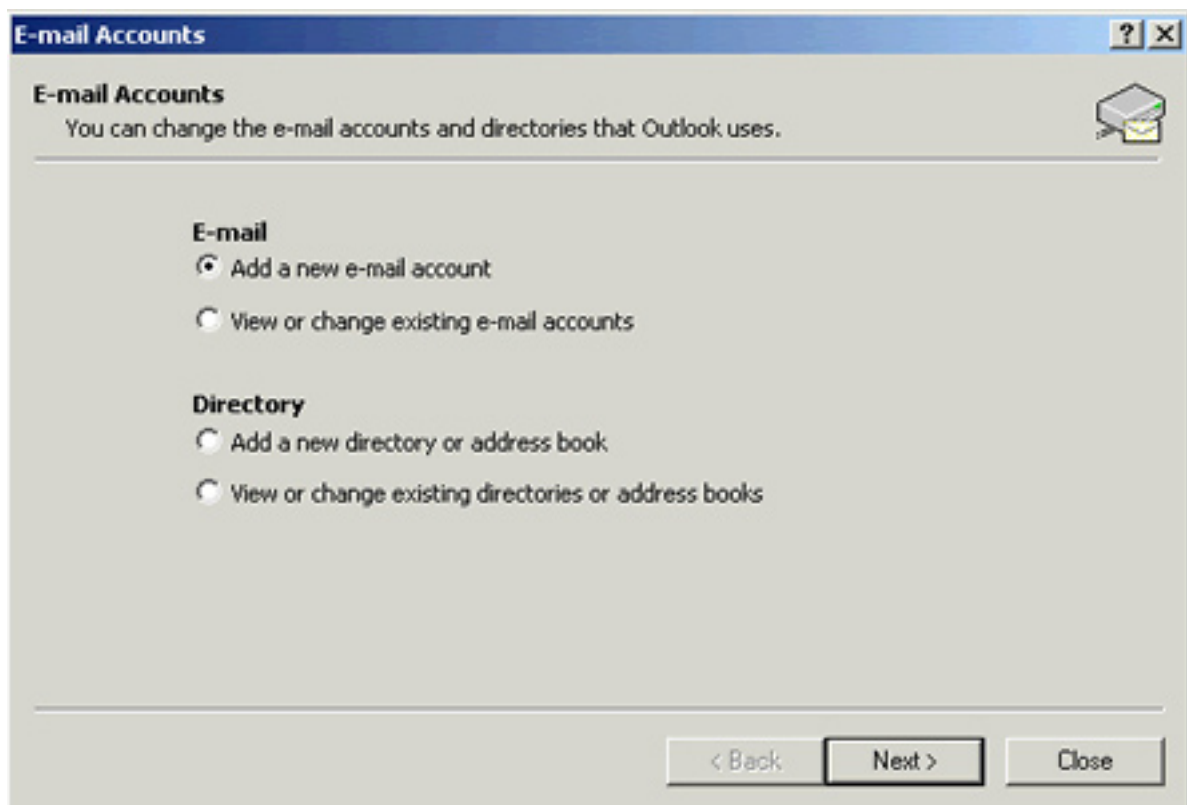 E-mail Accounts
E-mail Accounts
You can change the e-mail accounts and directories that Outlook uses.
E-mail
Add a new e-mail account
View or change existing e-mail accounts
Directory
Add a new directory or address book
View or change existing directories or address books
< Back Next > Close